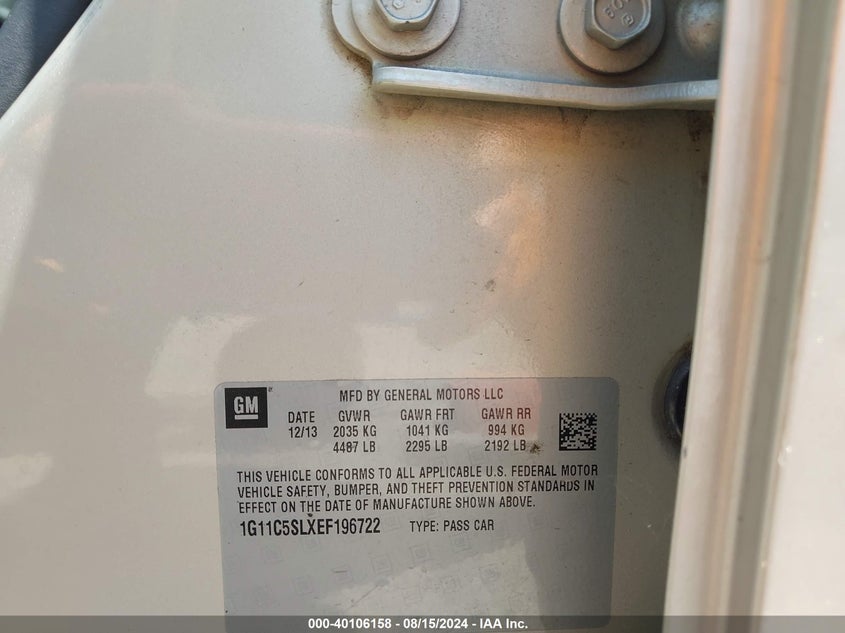 GM
MFD BY GENERAL MOTORS LLC
DATE GVWR GAWR FRT GAWR RR
12/13 2035 KG 1041 KG 994 KG
4487 LB 2295 LB 2192 LB
THIS VEHICLE CONFORMS TO ALL APPLICABLE U.S. FEDERAL MOTOR
VEHICLE SAFETY, BUMPER, AND THEFT PREVENTION STANDARDS IN
EFFECT ON THE DATE OF MANUFACTURE SHOWN ABOVE.
1G11C5SLXEF196722 TYPE: PASS CAR
000-40106158 - 08/15/2024 - IAA Inc.